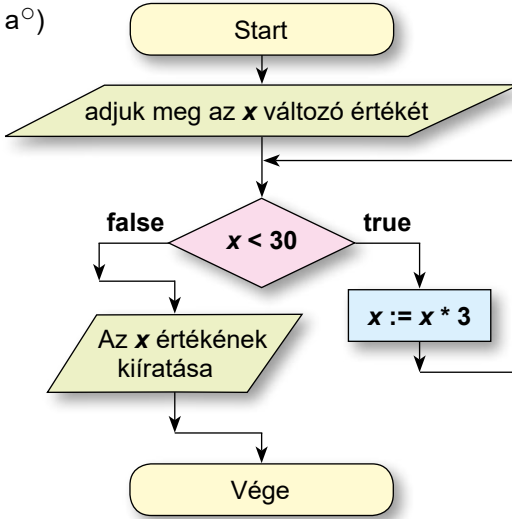 a○)
Start
adjuk meg az x változó értékét
false
true
x < 30
x := x * 3
Az x értékének
kiíratása
Vége